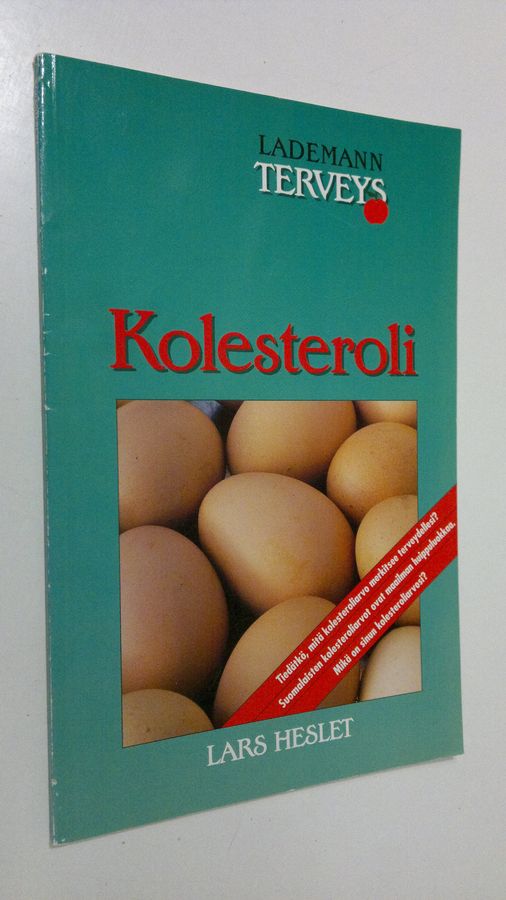 LADEMANN
TERVEYS
Kolesteroli
Tiedätkö, mitä kolesteroliarvo merkitsee terveydellesi?
Suomalaisten kolesteroliarvot ovat maailman huippuluokkaa.
Mikä on sinun kolesteroliarvosi?
LARS HESLET